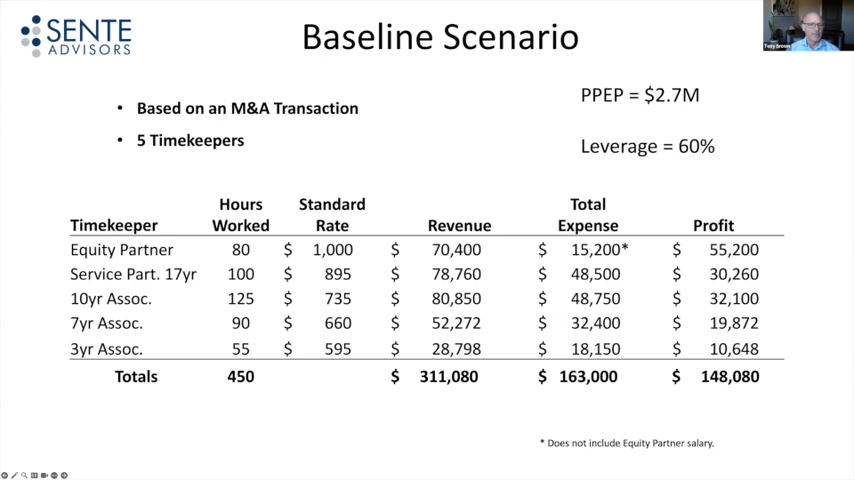 SENTE
ADVISORS
Baseline Scenario
Tony Brown
• Based on an M&A Transaction
• 5 Timekeepers
PPEP = $2.7M
Leverage = 60%
Timekeeper Hours Worked Standard Rate Revenue Total Expense Profit
Equity Partner 80 $ 1,000 $ 70,400 $ 15,200* $ 55,200
Service Part. 17yr 100 $ 895 $ 78,760 $ 48,500 $ 30,260
10yr Assoc. 125 $ 735 $ 80,850 $ 48,750 $ 32,100
7yr Assoc. 90 $ 660 $ 52,272 $ 32,400 $ 19,872
3yr Assoc. 55 $ 595 $ 28,798 $ 18,150 $ 10,648
Totals 450 $ 311,080 $ 163,000 $ 148,080
* Does not include Equity Partner salary.